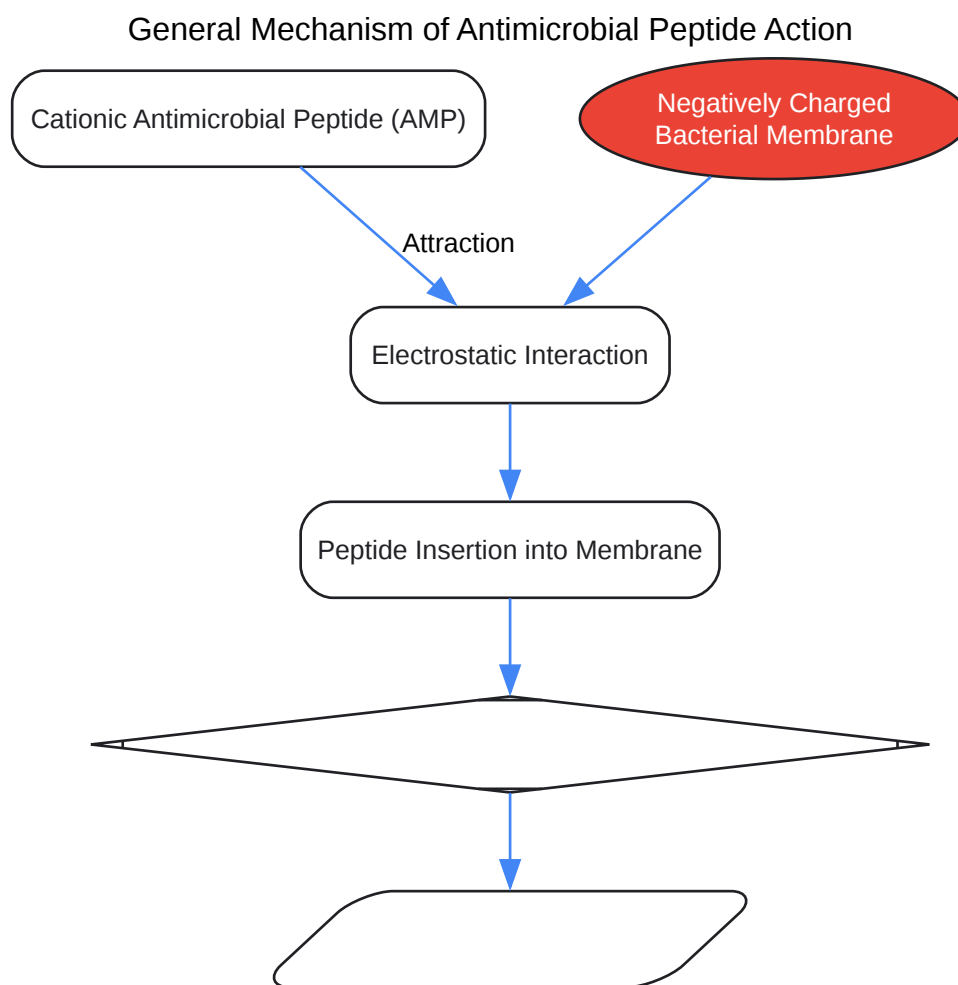 General Mechanism of Antimicrobial Peptide Action
Cationic Antimicrobial Peptide (AMP)
Negatively Charged
Bacterial Membrane
Attraction
Electrostatic Interaction
Peptide Insertion into Membrane